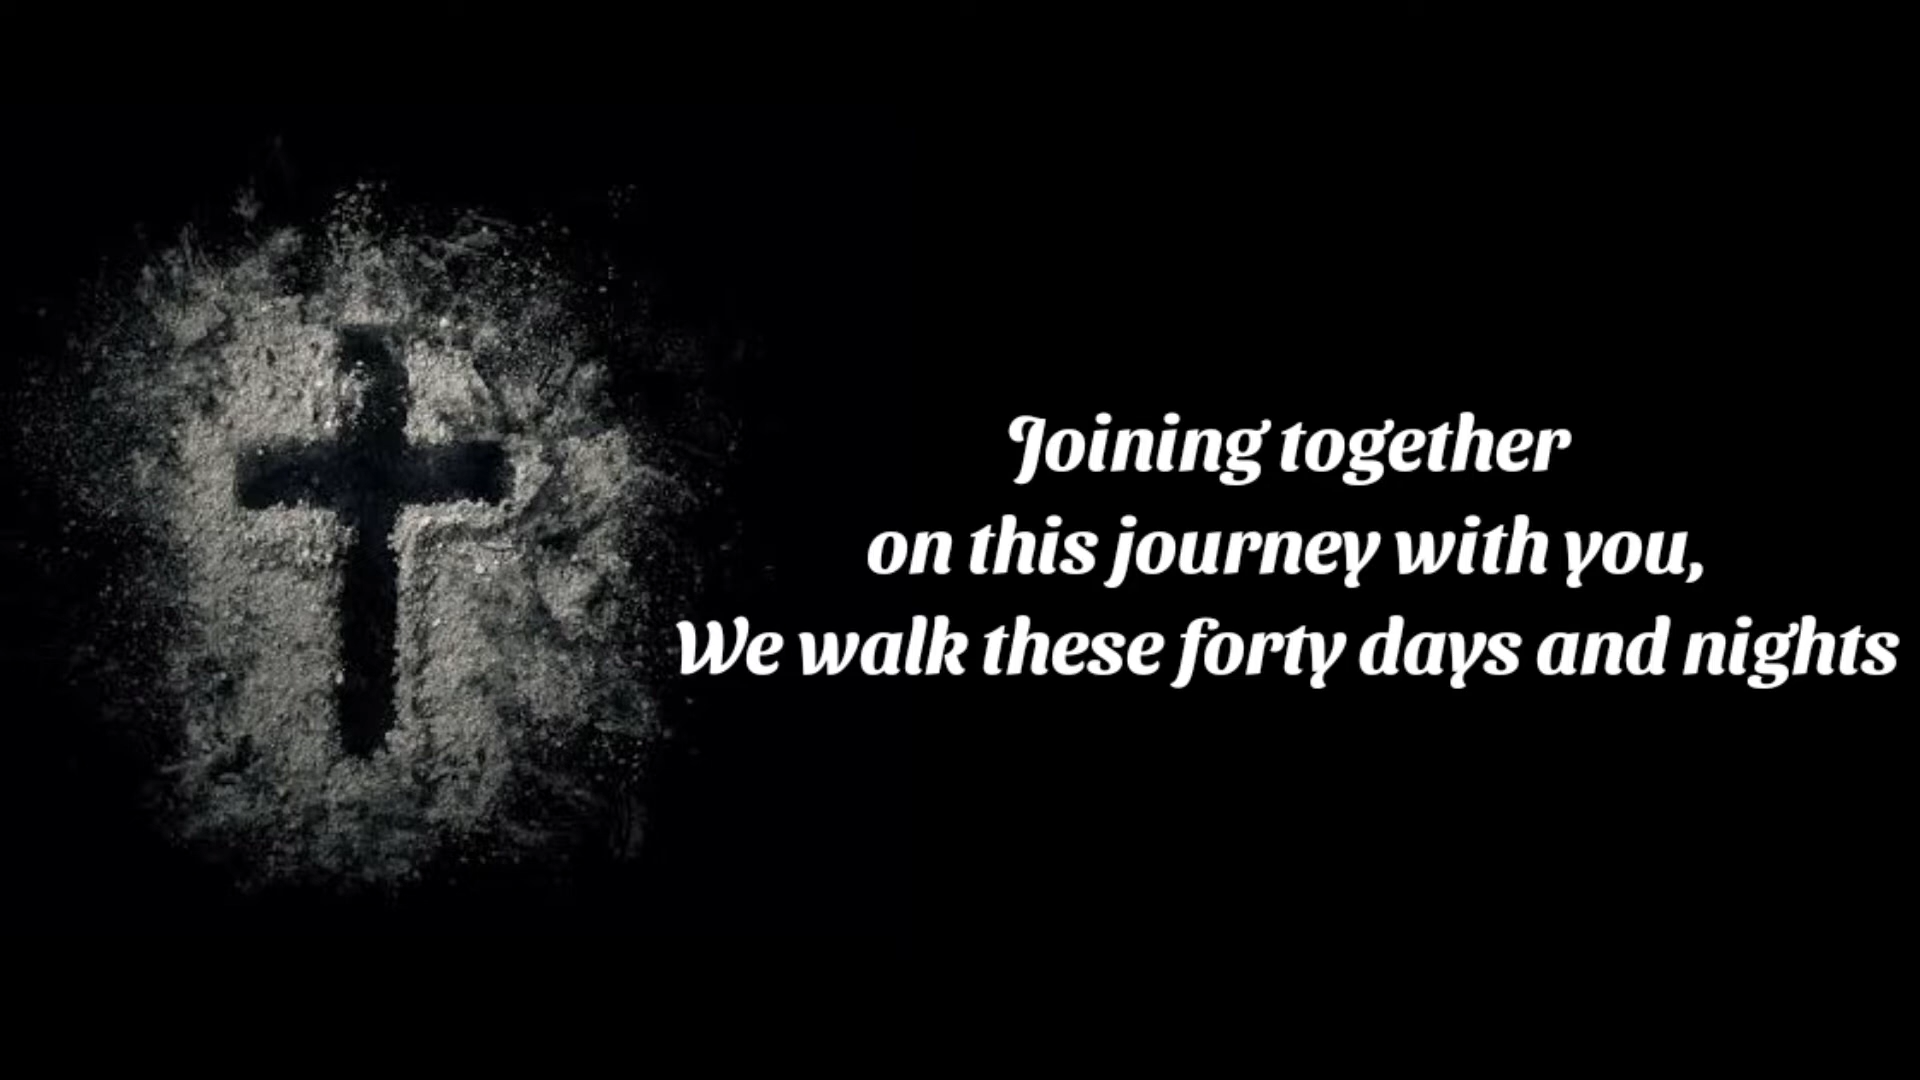 Joining together
on this journey with you,
We walk these forty days and nights